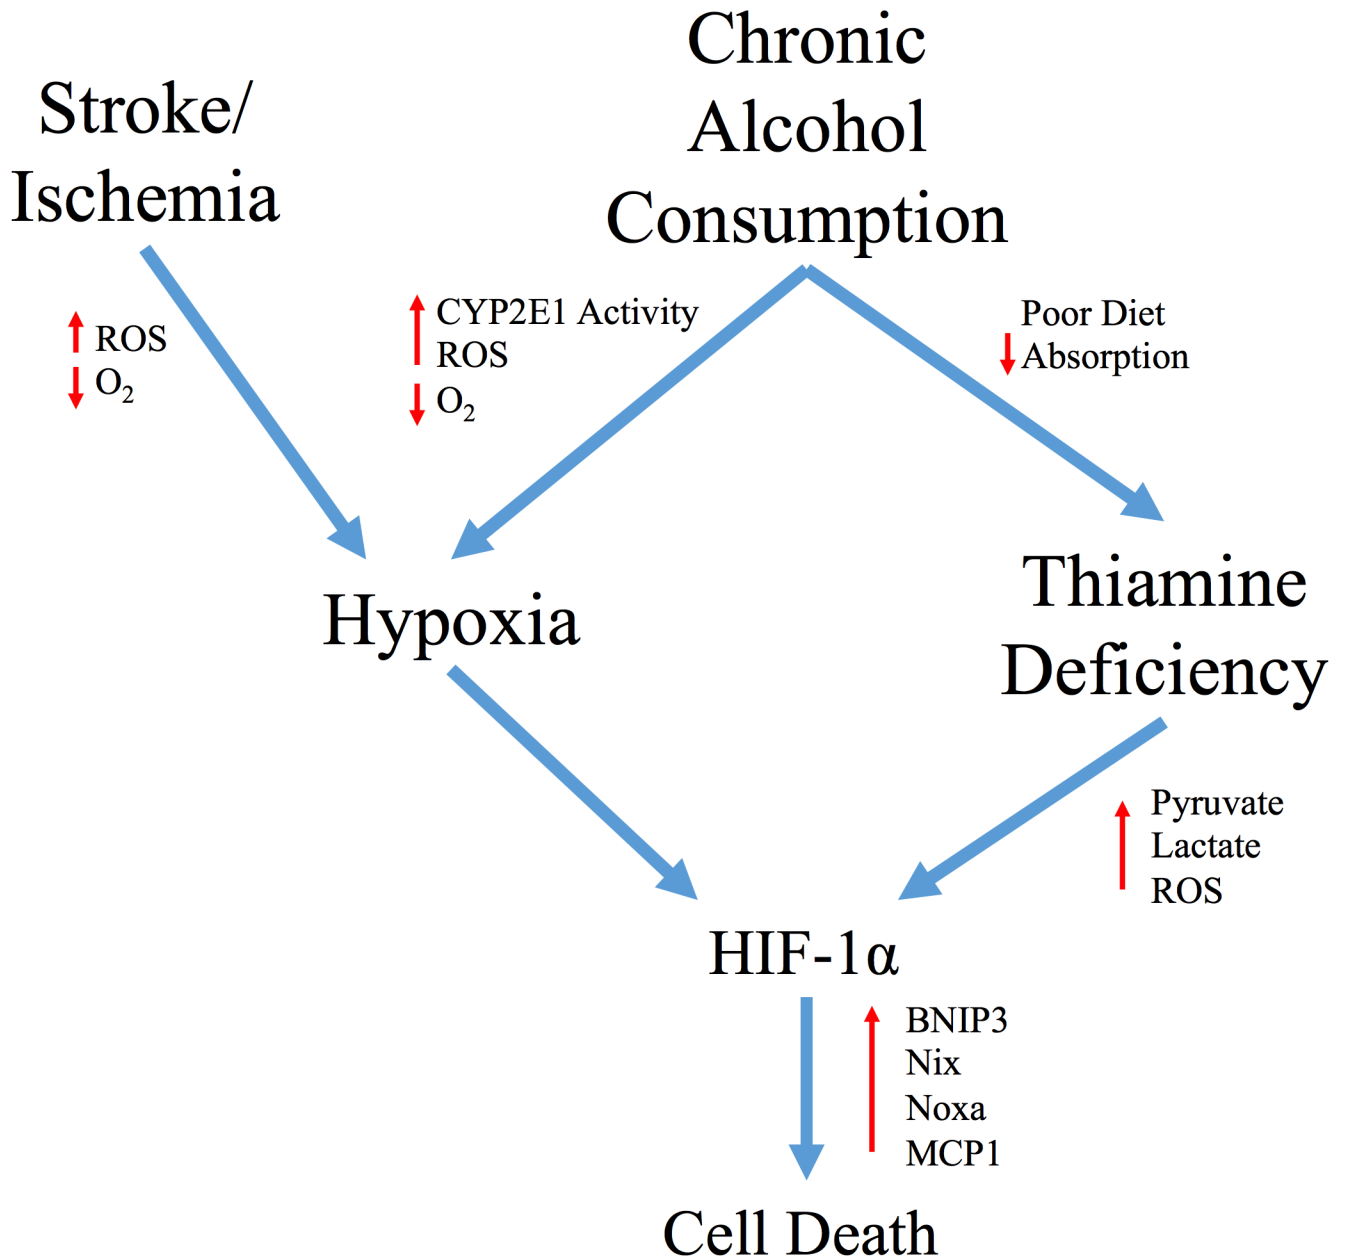 Chronic
Alcohol
Consumption
Stroke/
Ischemia
ROS
O₂
CYP2E1 Activity
ROS
O₂
Poor Diet
Absorption
Hypoxia
Thiamine
Deficiency
Pyruvate
Lactate
ROS
HIF-1α
BNIP3
Nix
Noxa
MCP1
Cell Death